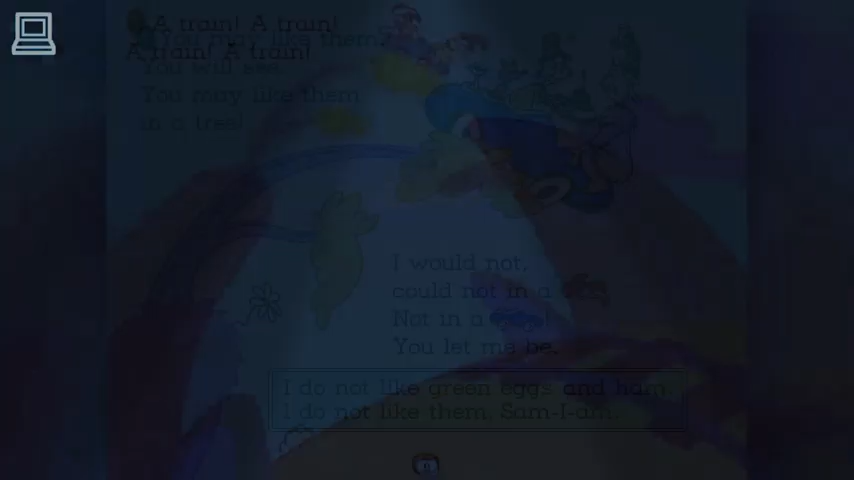 A train! A train!
A train! A train!
You may like them.
You will see.
You may like them
in a tree!
I would not,
could not in a
Not in a
You let me be.
I do not like green eggs and ham.
I do not like them, Sam-I-am.